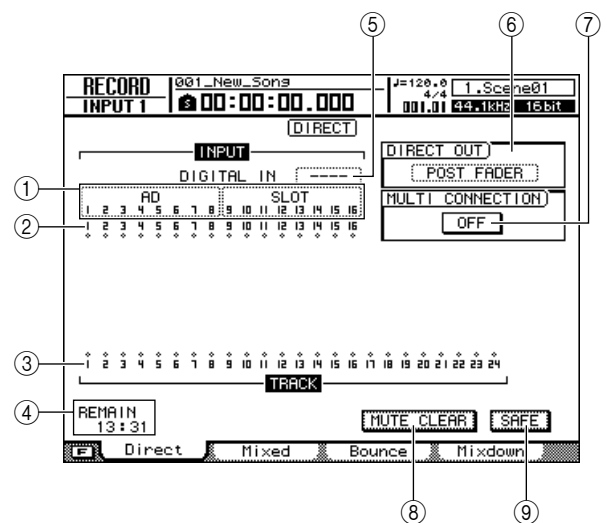 ⑤ ⑥ ⑦
RECORD 001_New_Song ♩=120.0 1.Scene01
4/4
INPUT 1 S 00:00:00.000 001.01 44.1kHz 16bit
DIRECT
INPUT DIRECT OUT
DIGITAL IN ---- POST FADER
① AD SLOT MULTI CONNECTION
1 2 3 4 5 6 7 8 9 10 11 12 13 14 15 16 OFF
② 1 2 3 4 5 6 7 8 9 10 11 12 13 14 15 16
③ 1 2 3 4 5 6 7 8 9 10 11 12 13 14 15 16 17 18 19 20 21 22 23 24
TRACK
④ REMAIN
13:31 MUTE CLEAR SAFE
F Direct Mixed Bounce Mixdown
⑧ ⑨